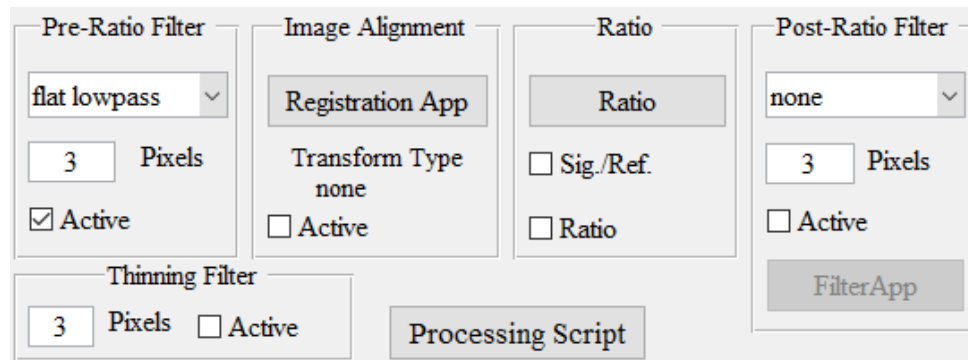 Pre-Ratio Filter
flat lowpass
3 Pixels
Active
Image Alignment
Registration App
Transform Type
none
Active
Ratio
Ratio
Sig./Ref.
Ratio
Post-Ratio Filter
none
3 Pixels
Active
FilterApp
Thinning Filter
3 Pixels Active
Processing Script